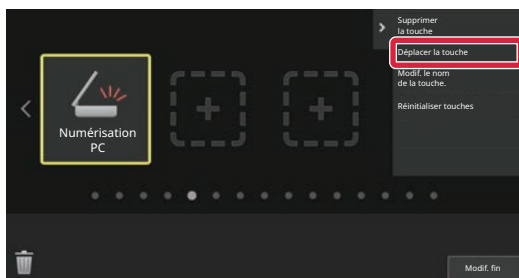 Supprimer
la touche
Déplacer la touche
Modif. le nom
de la touche.
Réinitialiser touches
Numérisation
PC
Modif. fin